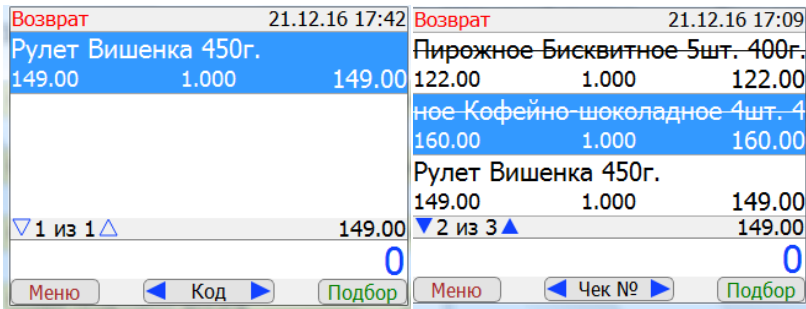 Возврат 21.12.16 17:42
Рулет Вишенка 450г.
149.00 1.000 149.00
▽1 из 1△ 149.00
0
Меню ◀ Код ▶ Подбор
Возврат 21.12.16 17:09
Пирожное Бисквитное 5шт. 400г.
122.00 1.000 122.00
ное Кофейно-шоколадное 4шт. 4
160.00 1.000 160.00
Рулет Вишенка 450г.
149.00 1.000 149.00
▼2 из 3▲ 149.00
0
Меню ◀ Чек № ▶ Подбор